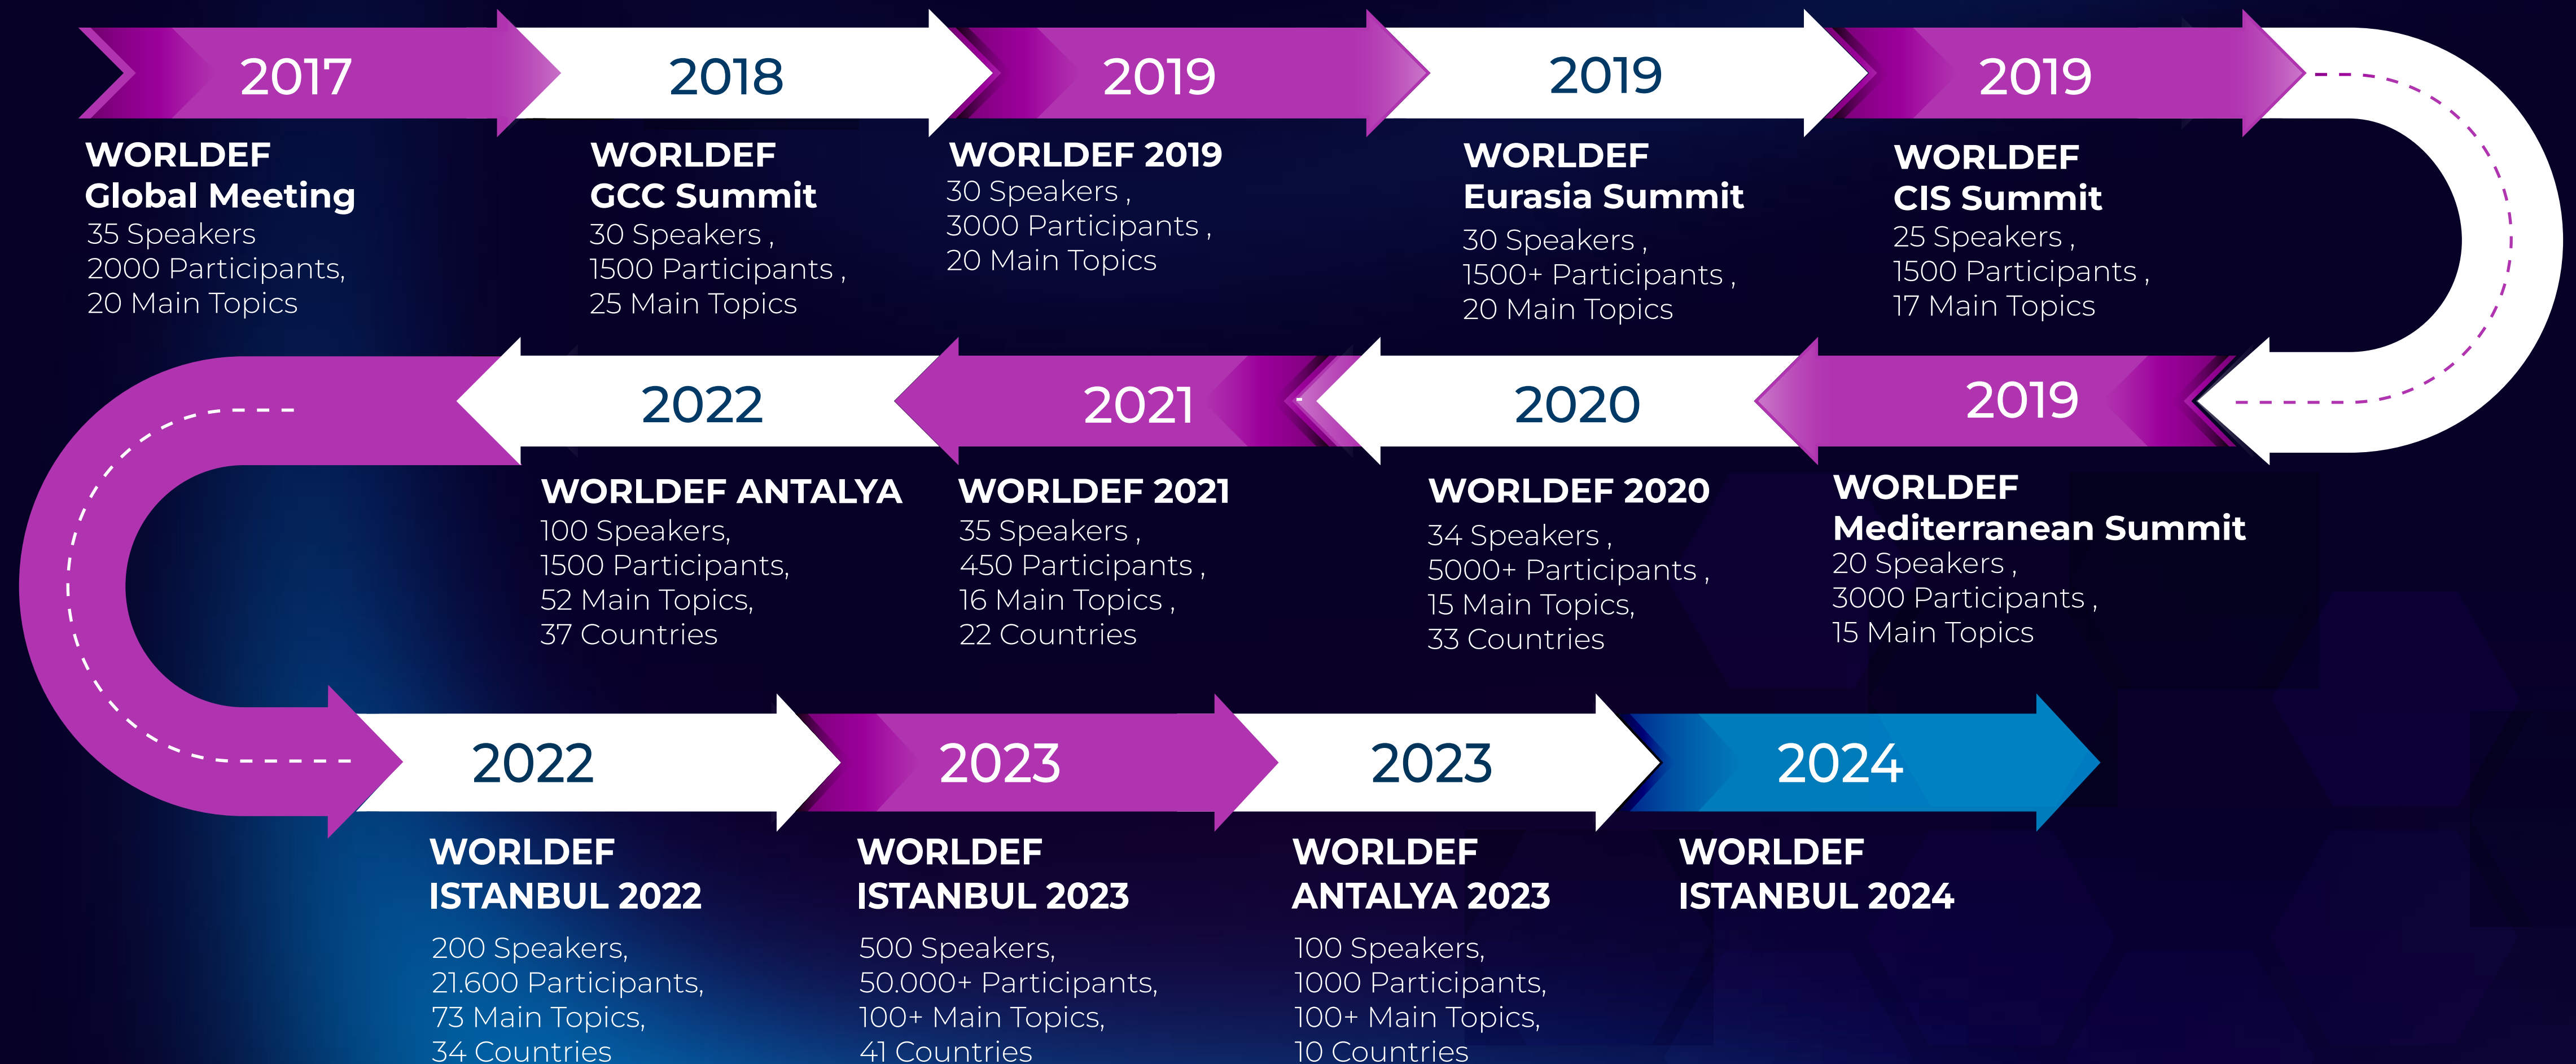 2017
WORLDEF
Global Meeting
35 Speakers
2000 Participants,
20 Main Topics
2018
WORLDEF
GCC Summit
30 Speakers ,
1500 Participants ,
25 Main Topics
2019
WORLDEF 2019
30 Speakers ,
3000 Participants ,
20 Main Topics
2019
WORLDEF
Eurasia Summit
30 Speakers ,
1500+ Participants ,
20 Main Topics
2019
WORLDEF
CIS Summit
25 Speakers ,
1500 Participants ,
17 Main Topics
2019
WORLDEF
Mediterranean Summit
20 Speakers ,
3000 Participants ,
15 Main Topics
2020
WORLDEF 2020
34 Speakers ,
5000+ Participants ,
15 Main Topics,
33 Countries
2021
WORLDEF 2021
35 Speakers ,
450 Participants ,
16 Main Topics ,
22 Countries
2022
WORLDEF ANTALYA
100 Speakers,
1500 Participants,
52 Main Topics,
37 Countries
2022
WORLDEF
ISTANBUL 2022
200 Speakers,
21.600 Participants,
73 Main Topics,
34 Countries
2023
WORLDEF
ISTANBUL 2023
500 Speakers,
50.000+ Participants,
100+ Main Topics,
41 Countries
2023
WORLDEF
ANTALYA 2023
100 Speakers,
1000 Participants,
100+ Main Topics,
10 Countries
2024
WORLDEF
ISTANBUL 2024